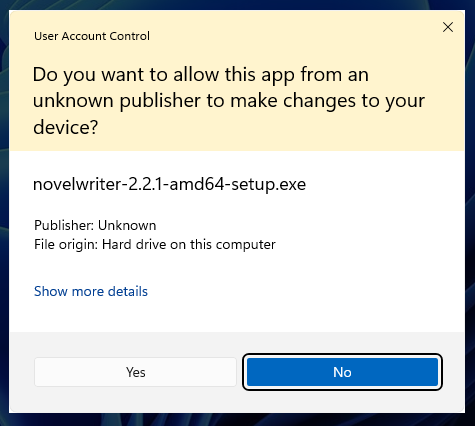 User Account Control
Do you want to allow this app from an
unknown publisher to make changes to your
device?
novelwriter-2.2.1-amd64-setup.exe
Publisher: Unknown
File origin: Hard drive on this computer
Show more details
Yes
No